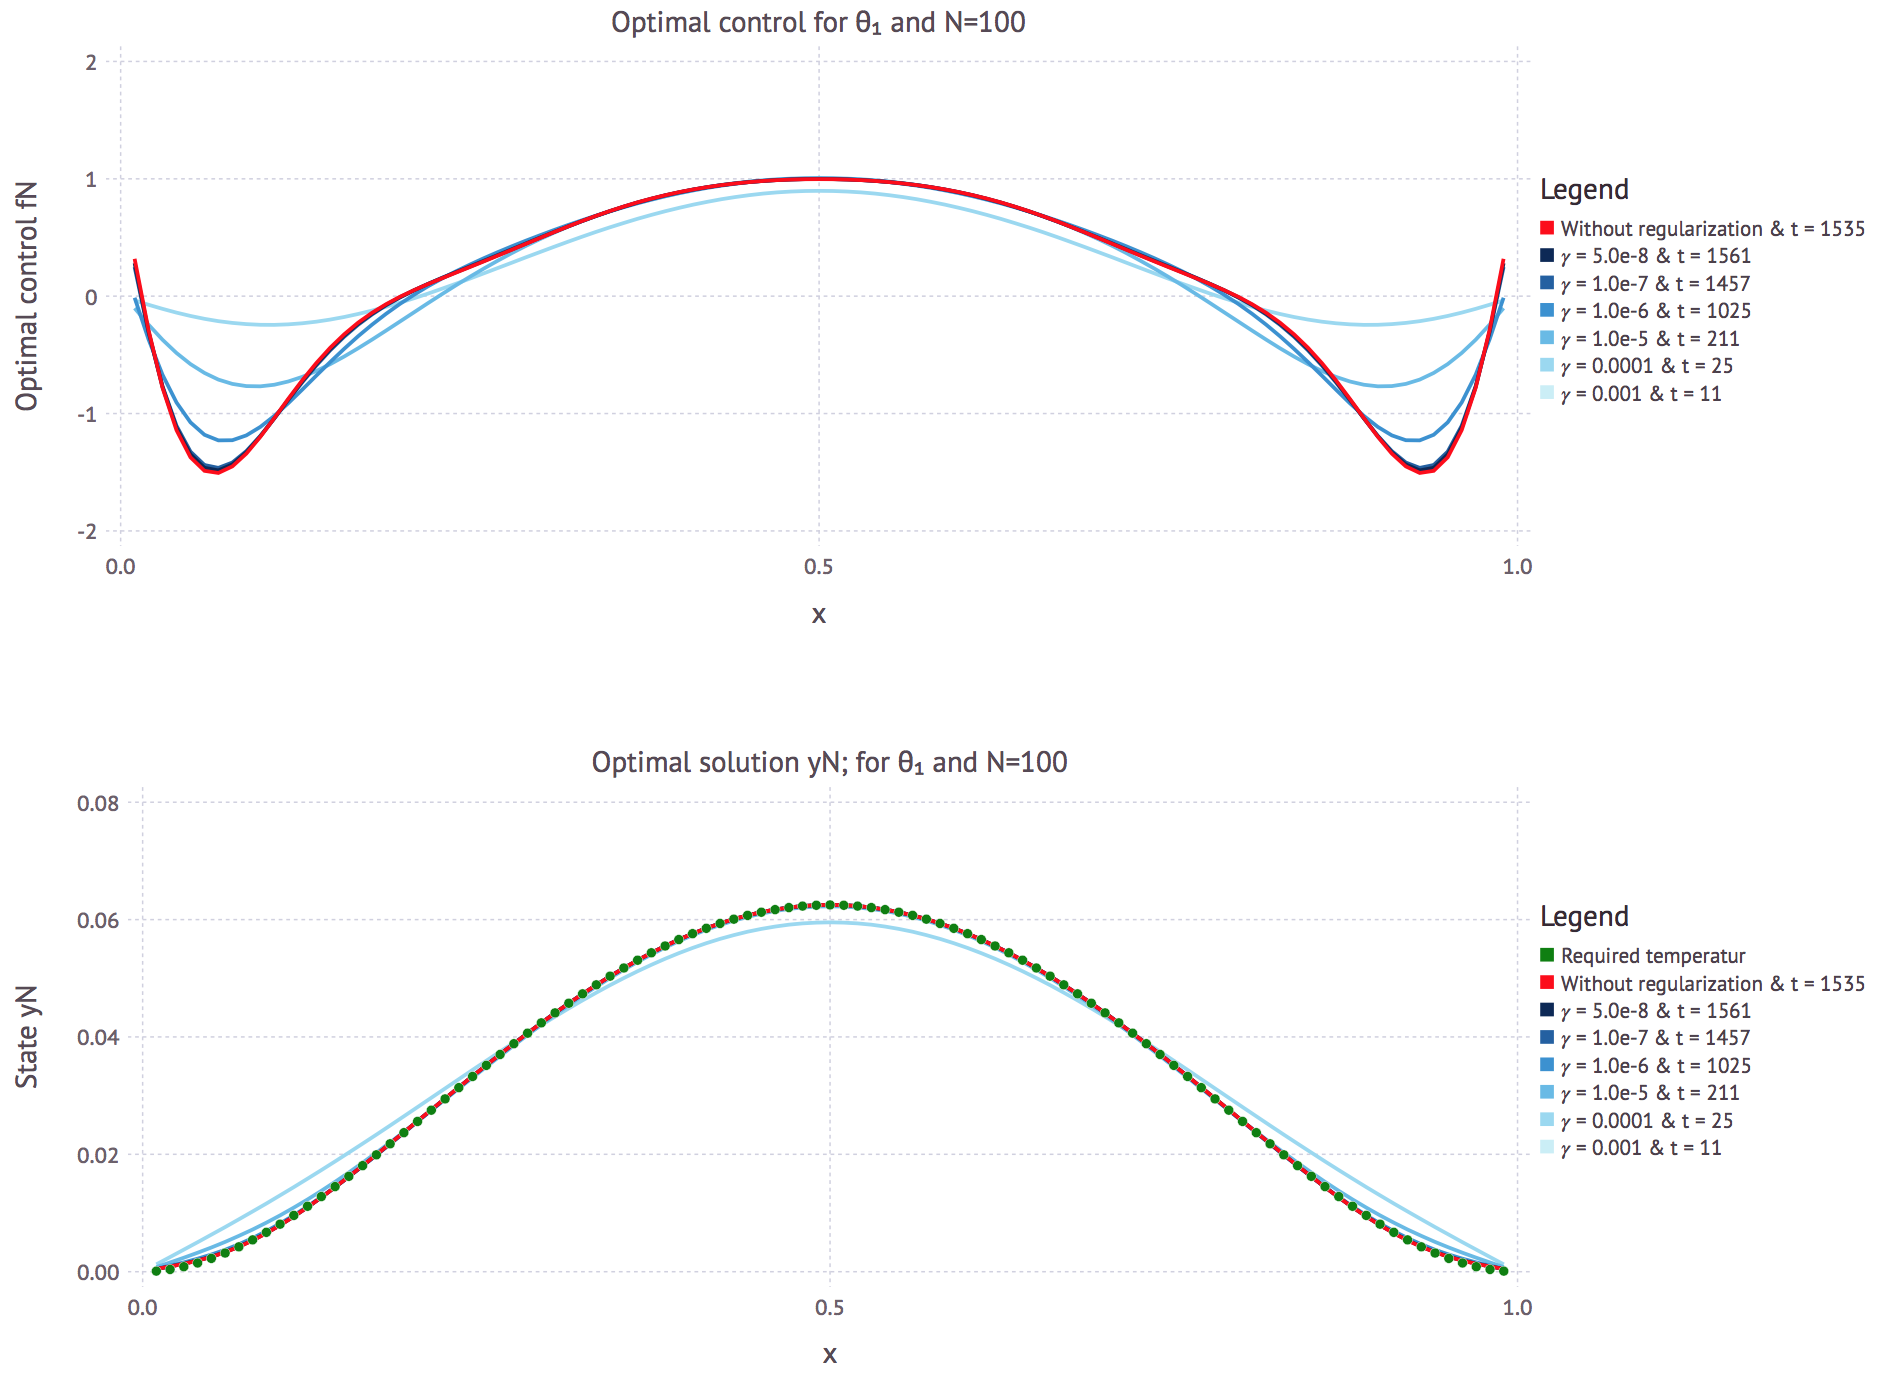 Optimal control for θ₁ and N=100
Optimal control fN
2
1
0
-1
-2
0.0 0.5 1.0
x
Legend
Without regularization & t = 1535
γ = 5.0e-8 & t = 1561
γ = 1.0e-7 & t = 1457
γ = 1.0e-6 & t = 1025
γ = 1.0e-5 & t = 211
γ = 0.0001 & t = 25
γ = 0.001 & t = 11
Optimal solution yN; for θ₁ and N=100
State yN
0.08
0.06
0.04
0.02
0.00
0.0 0.5 1.0
x
Legend
Required temperatur
Without regularization & t = 1535
γ = 5.0e-8 & t = 1561
γ = 1.0e-7 & t = 1457
γ = 1.0e-6 & t = 1025
γ = 1.0e-5 & t = 211
γ = 0.0001 & t = 25
γ = 0.001 & t = 11